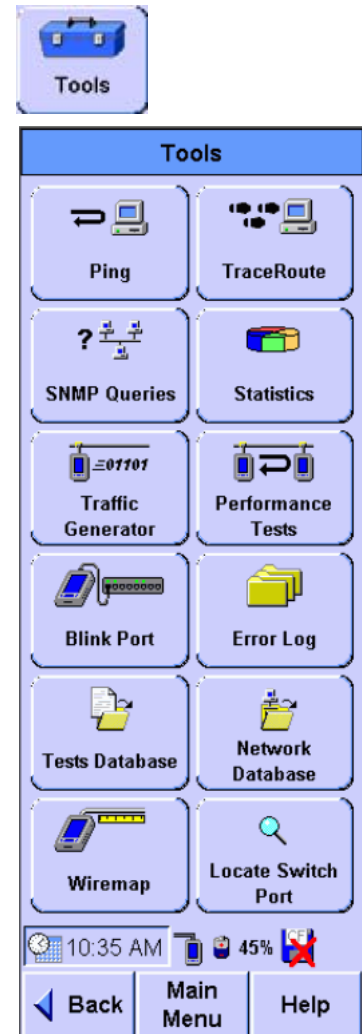 Tools
Tools
Ping
TraceRoute
?
SNMP Queries
Statistics
01101
Traffic
Generator
Performance
Tests
Blink Port
Error Log
Tests Database
Network
Database
Wiremap
Locate Switch
Port
10:35 AM
45%
CF
Back
Main
Menu
Help